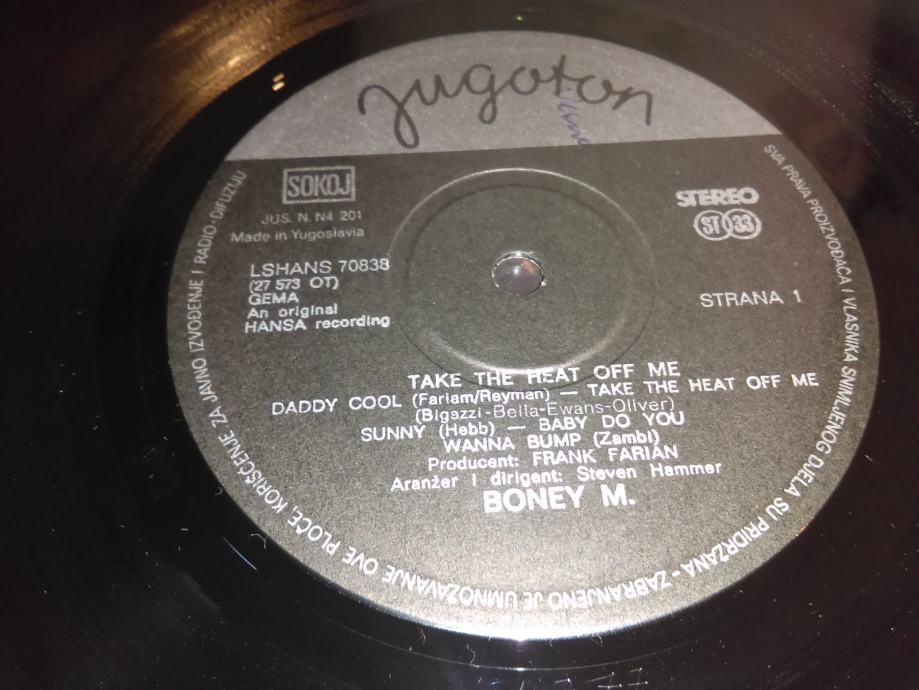 jugoton
SOKOJ
JUS. N. N4 201
Made in Yugoslavia
LSHANS 70838
(27 573 OT)
GEMA
An original
HANSA recording
STEREO
ST 33
STRANA 1
TAKE THE HEAT OFF ME
DADDY COOL (Fariam/Reyman) — TAKE THE HEAT OFF ME
(Bigazzi-Bella-Ewans-Oliver)
SUNNY (Hebb) — BABY DO YOU
WANNA BUMP (Zambi)
Producent: FRANK FARIAN
Aranžer i dirigent: Steven Hammer
BONEY M.
SVA PRAVA PROIZVOĐAČA I VLASNIKA SNIMLJENOG DJELA SU PRIDRŽANA - ZABRANJENO JE UMNOŽAVANJE OVE PLOČE, KORIŠĆENJE ZA JAVNO IZVOĐENJE I RADIO-DIFUZIJU